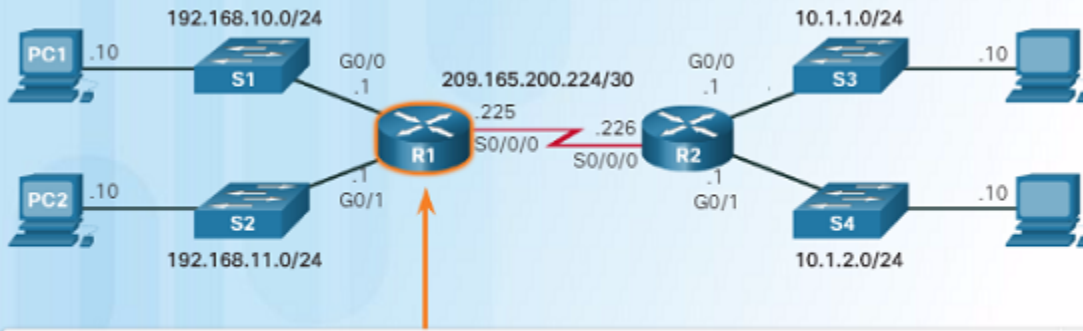 192.168.10.0/24
10.1.1.0/24
PC1
.10
S1
G0/0
.1
209.165.200.224/30
G0/0
.1
S3
.10
.225
S0/0/0
R1
.226
S0/0/0
R2
PC2
.10
S2
.1
G0/1
.1
G0/1
S4
.10
192.168.11.0/24
10.1.2.0/24